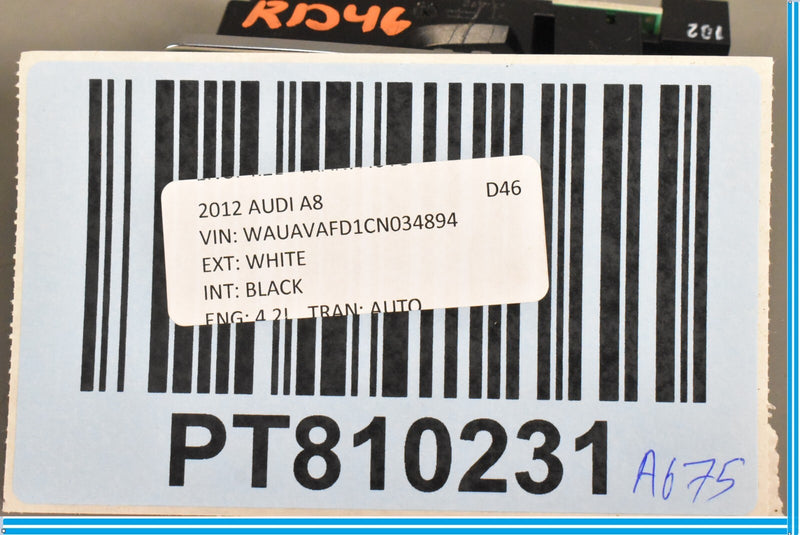 RD46
102
2012 AUDI A8 D46
VIN: WAUAVAFD1CN034894
EXT: WHITE
INT: BLACK
ENG: 4.2L TRAN: AUTO
PT810231
A675